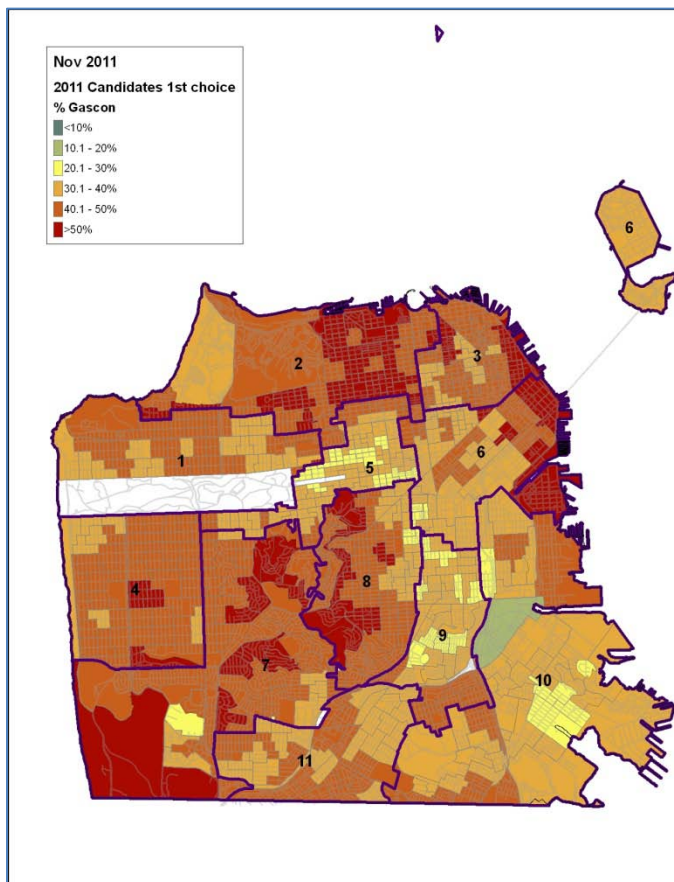 Nov 2011
2011 Candidates 1st choice
% Gascon
<10%
10.1 - 20%
20.1 - 30%
30.1 - 40%
40.1 - 50%
>50%
6
2
3
1
5
6
4
8
7
9
10
11